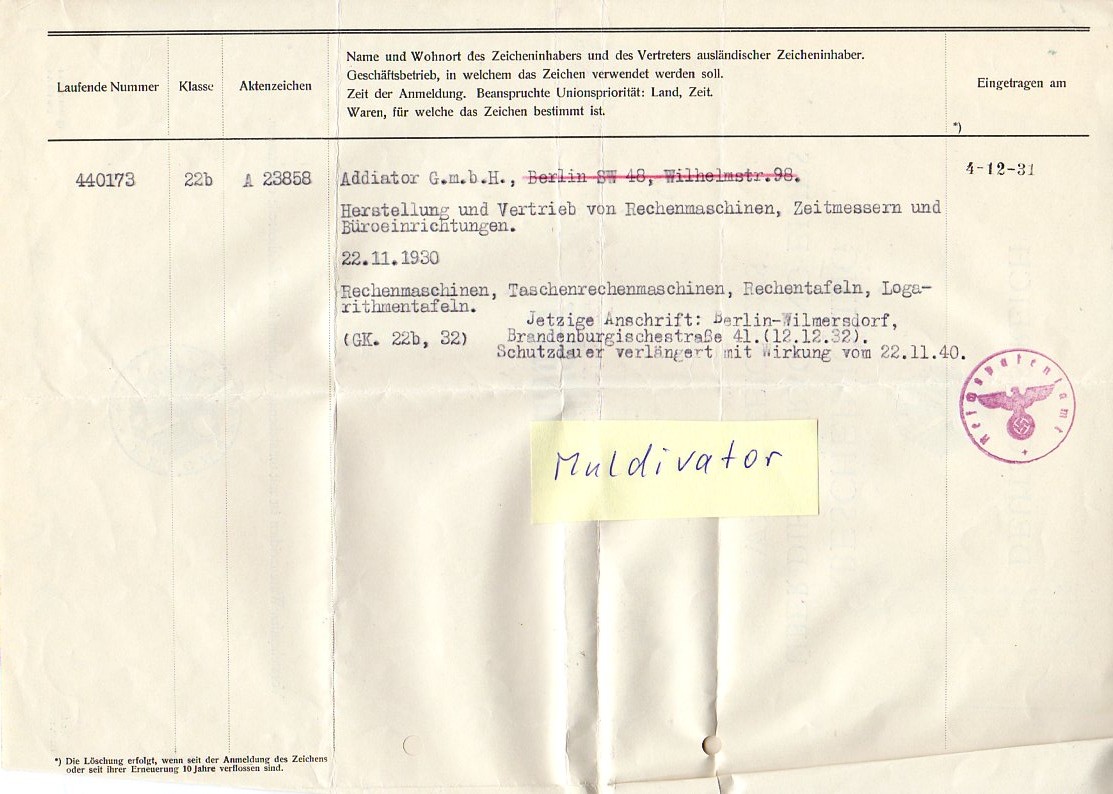 Laufende Nummer
Klasse
Aktenzeichen
Name und Wohnort des Zeicheninhabers und des Vertreters ausländischer Zeicheninhaber.
Geschäftsbetrieb, in welchem das Zeichen verwendet werden soll.
Zeit der Anmeldung. Beanspruchte Unionspriorität: Land, Zeit.
Waren, für welche das Zeichen bestimmt ist.
Eingetragen am
*)
440173
22b
A 23858
Addiator G.m.b.H., Berlin SW 48, Wilhelmstr.98.
4-12-31
Herstellung und Vertrieb von Rechenmaschinen, Zeitmessern und
Büroeinrichtungen.
22.11.1930
Rechenmaschinen, Taschenrechenmaschinen, Rechentafeln, Loga-
rithmentafeln.
Jetzige Anschrift: Berlin-Wilmersdorf,
(GK. 22b, 32) Brandenburgischestraße 41.(12.12.32).
Schutzdauer verlängert mit Wirkung vom 22.11.40.
Reichspatentamt
Muldivator
*) Die Löschung erfolgt, wenn seit der Anmeldung des Zeichens
oder seit ihrer Erneuerung 10 Jahre verflossen sind.